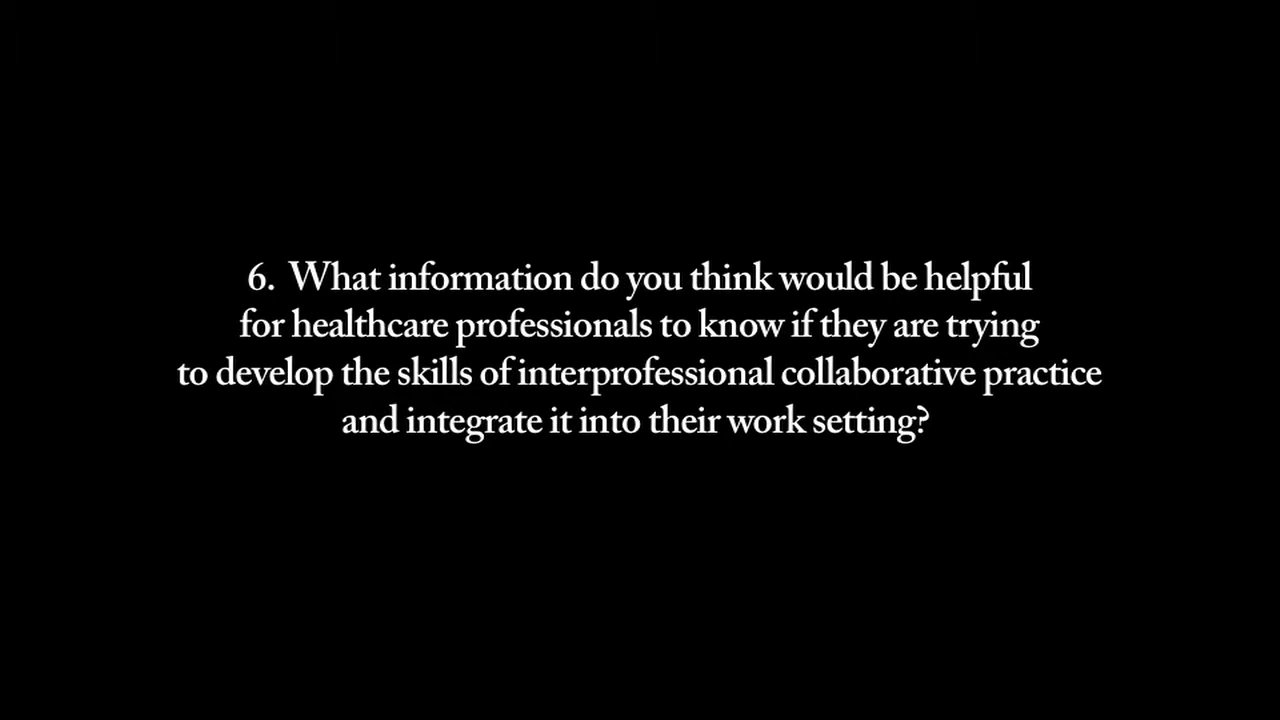 6.  What information do you think would be helpful
for healthcare professionals to know if they are trying
to develop the skills of interprofessional collaborative practice
and integrate it into their work setting?